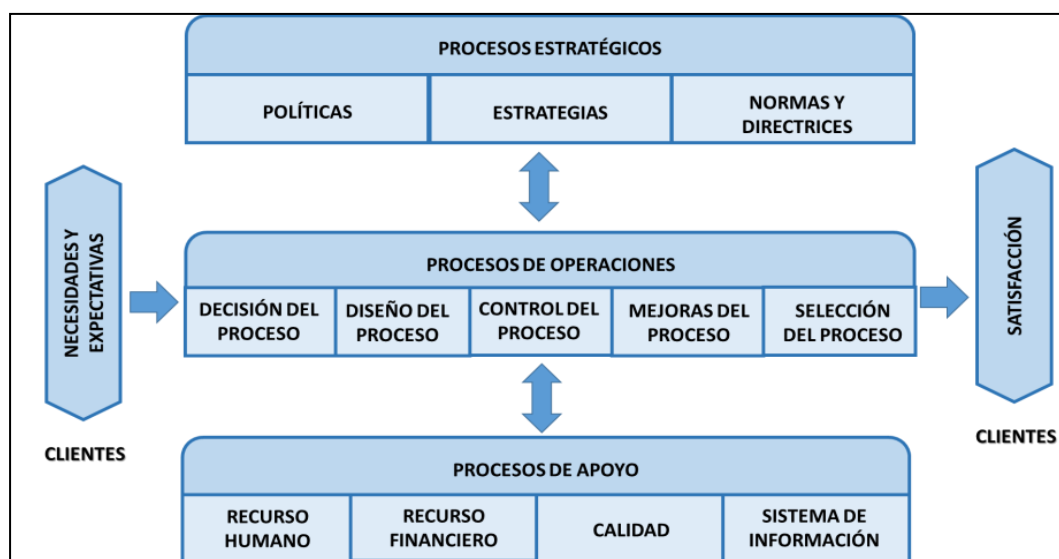 PROCESOS ESTRATÉGICOS
POLÍTICAS
ESTRATEGIAS
NORMAS Y
DIRECTRICES
NECESIDADES Y
EXPECTATIVAS
CLIENTES
PROCESOS DE OPERACIONES
DECISIÓN DEL
PROCESO
DISEÑO DEL
PROCESO
CONTROL DEL
PROCESO
MEJORAS DEL
PROCESO
SELECCIÓN
DEL PROCESO
SATISFACCIÓN
CLIENTES
PROCESOS DE APOYO
RECURSO
HUMANO
RECURSO
FINANCIERO
CALIDAD
SISTEMA DE
INFORMACIÓN